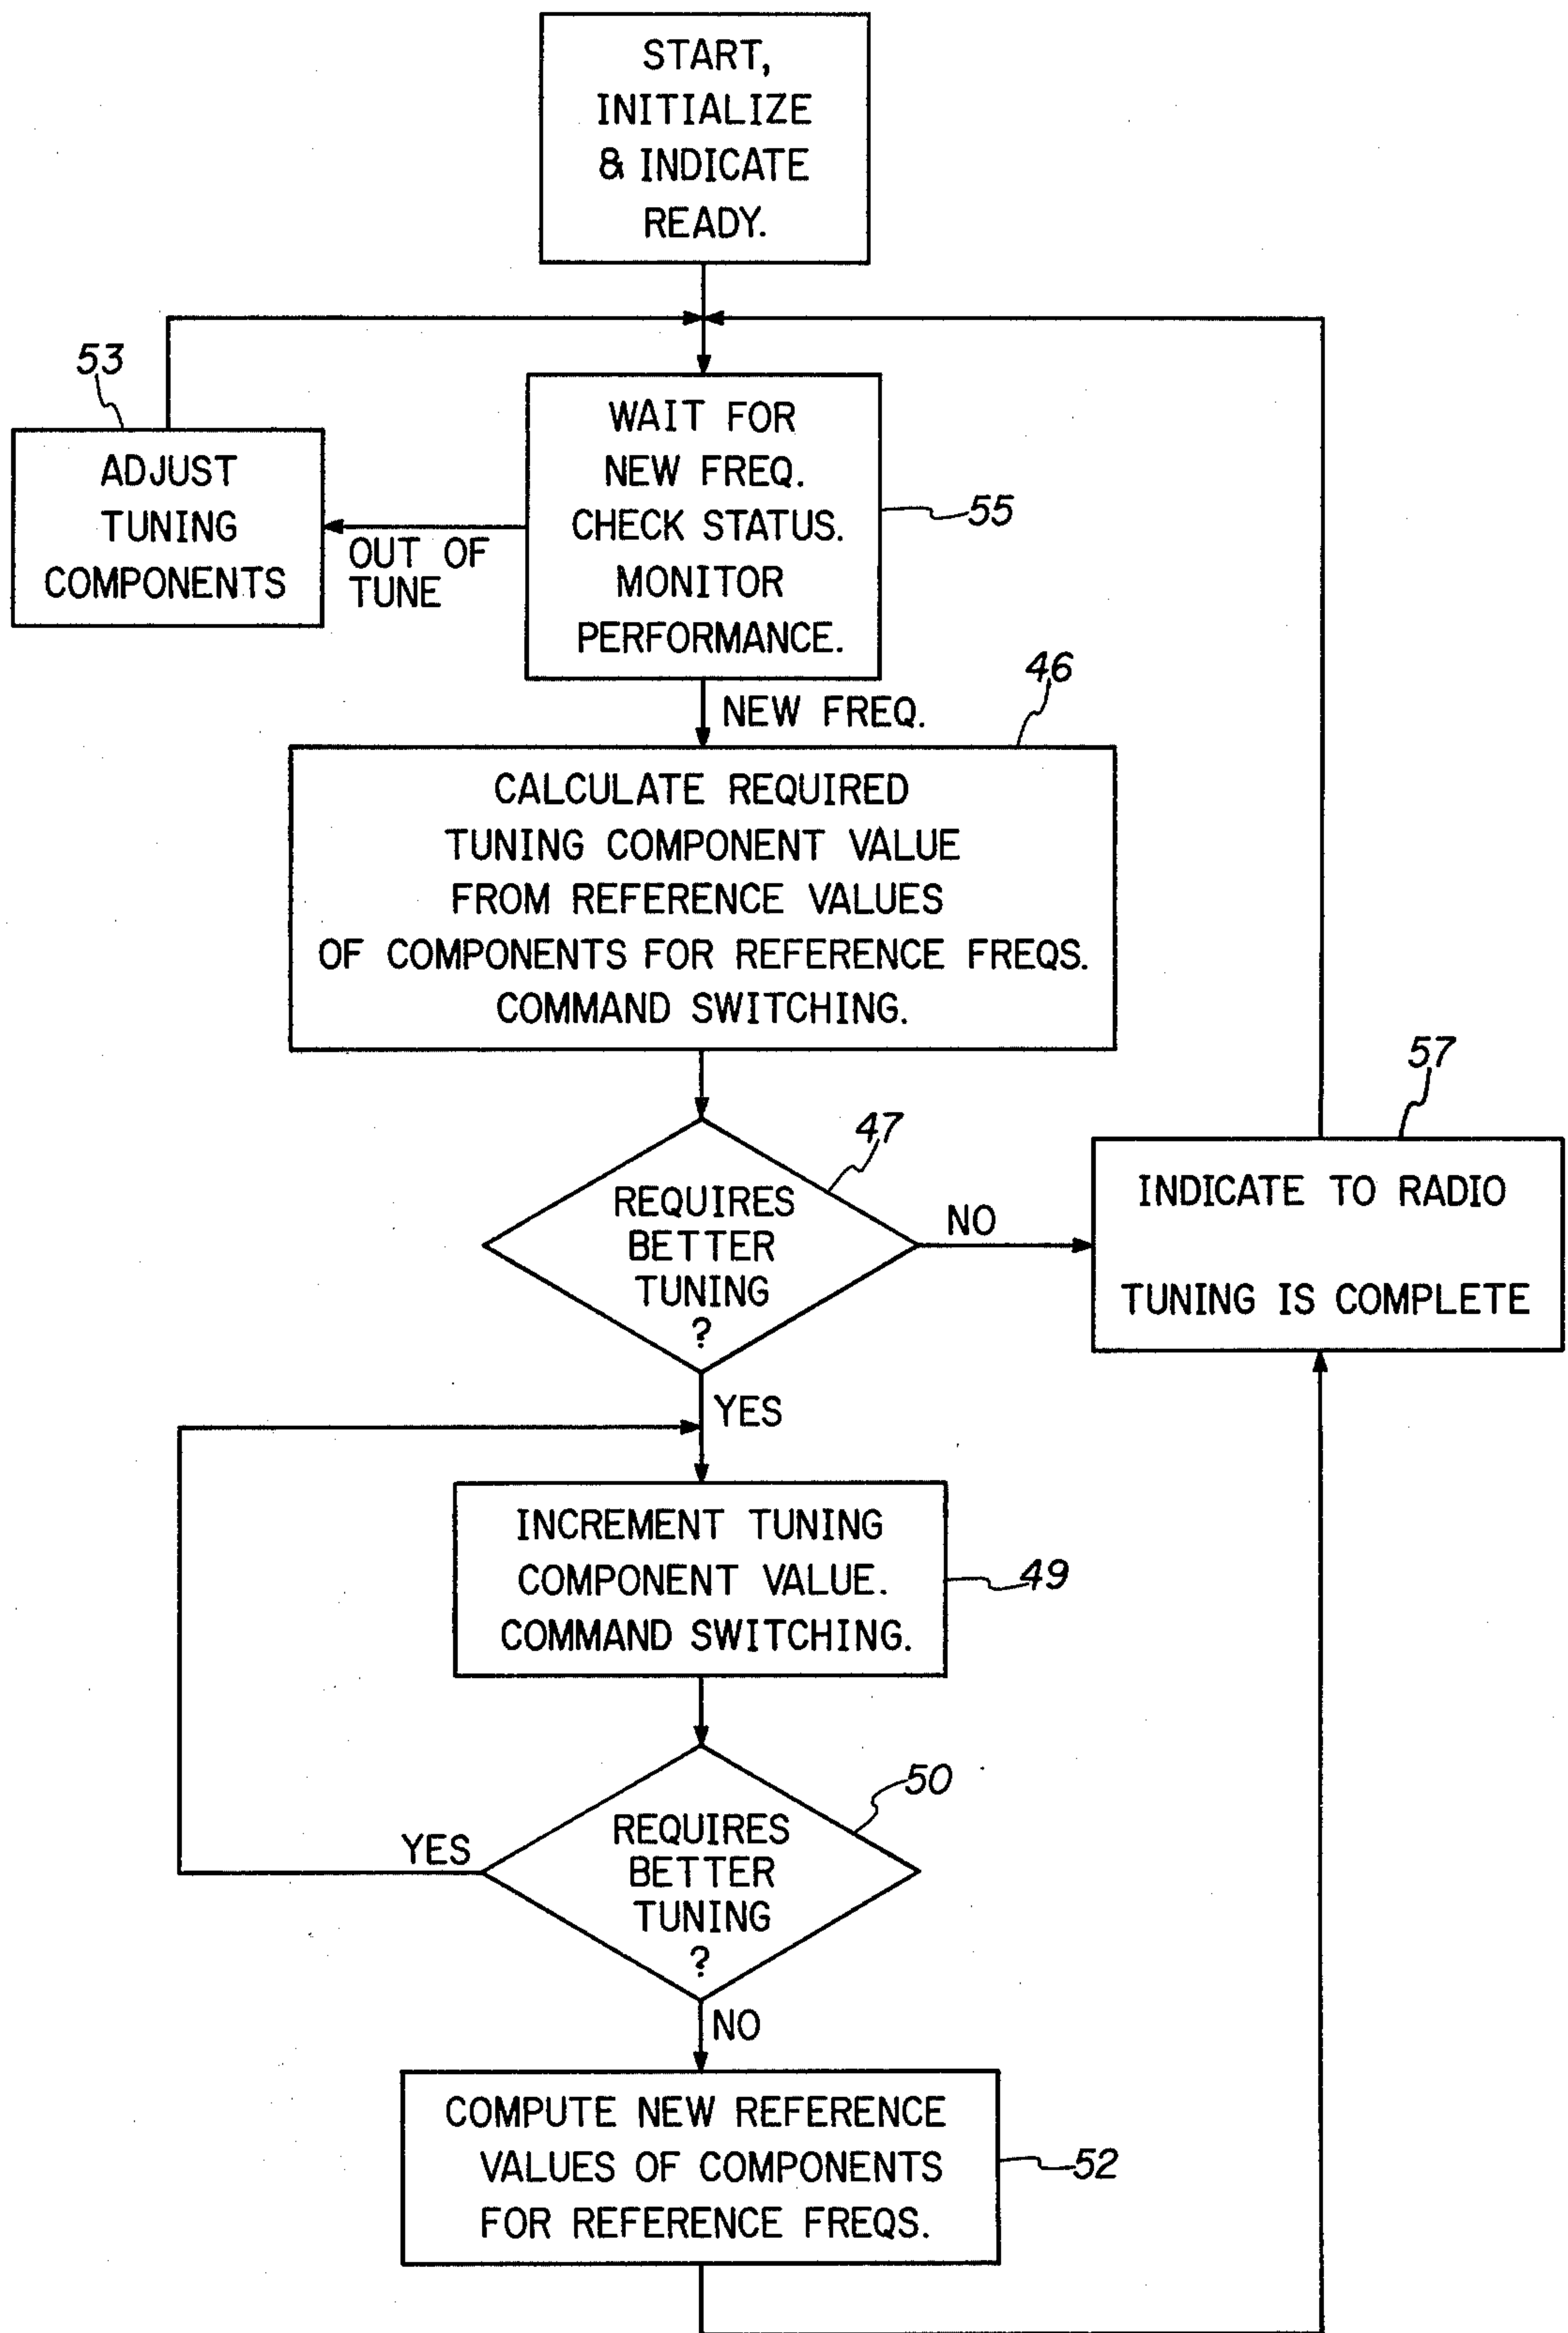 START,
INITIALIZE
& INDICATE
READY.
53
ADJUST
TUNING
COMPONENTS
OUT OF
TUNE
WAIT FOR
NEW FREQ.
CHECK STATUS.
MONITOR
PERFORMANCE.
55
NEW FREQ.
46
CALCULATE REQUIRED
TUNING COMPONENT VALUE
FROM REFERENCE VALUES
OF COMPONENTS FOR REFERENCE FREQS.
COMMAND SWITCHING.
47
REQUIRES
BETTER
TUNING
?
NO
57
INDICATE TO RADIO
TUNING IS COMPLETE
YES
INCREMENT TUNING
COMPONENT VALUE.
COMMAND SWITCHING.
49
50
REQUIRES
BETTER
TUNING
?
YES
NO
COMPUTE NEW REFERENCE
VALUES OF COMPONENTS
FOR REFERENCE FREQS.
52